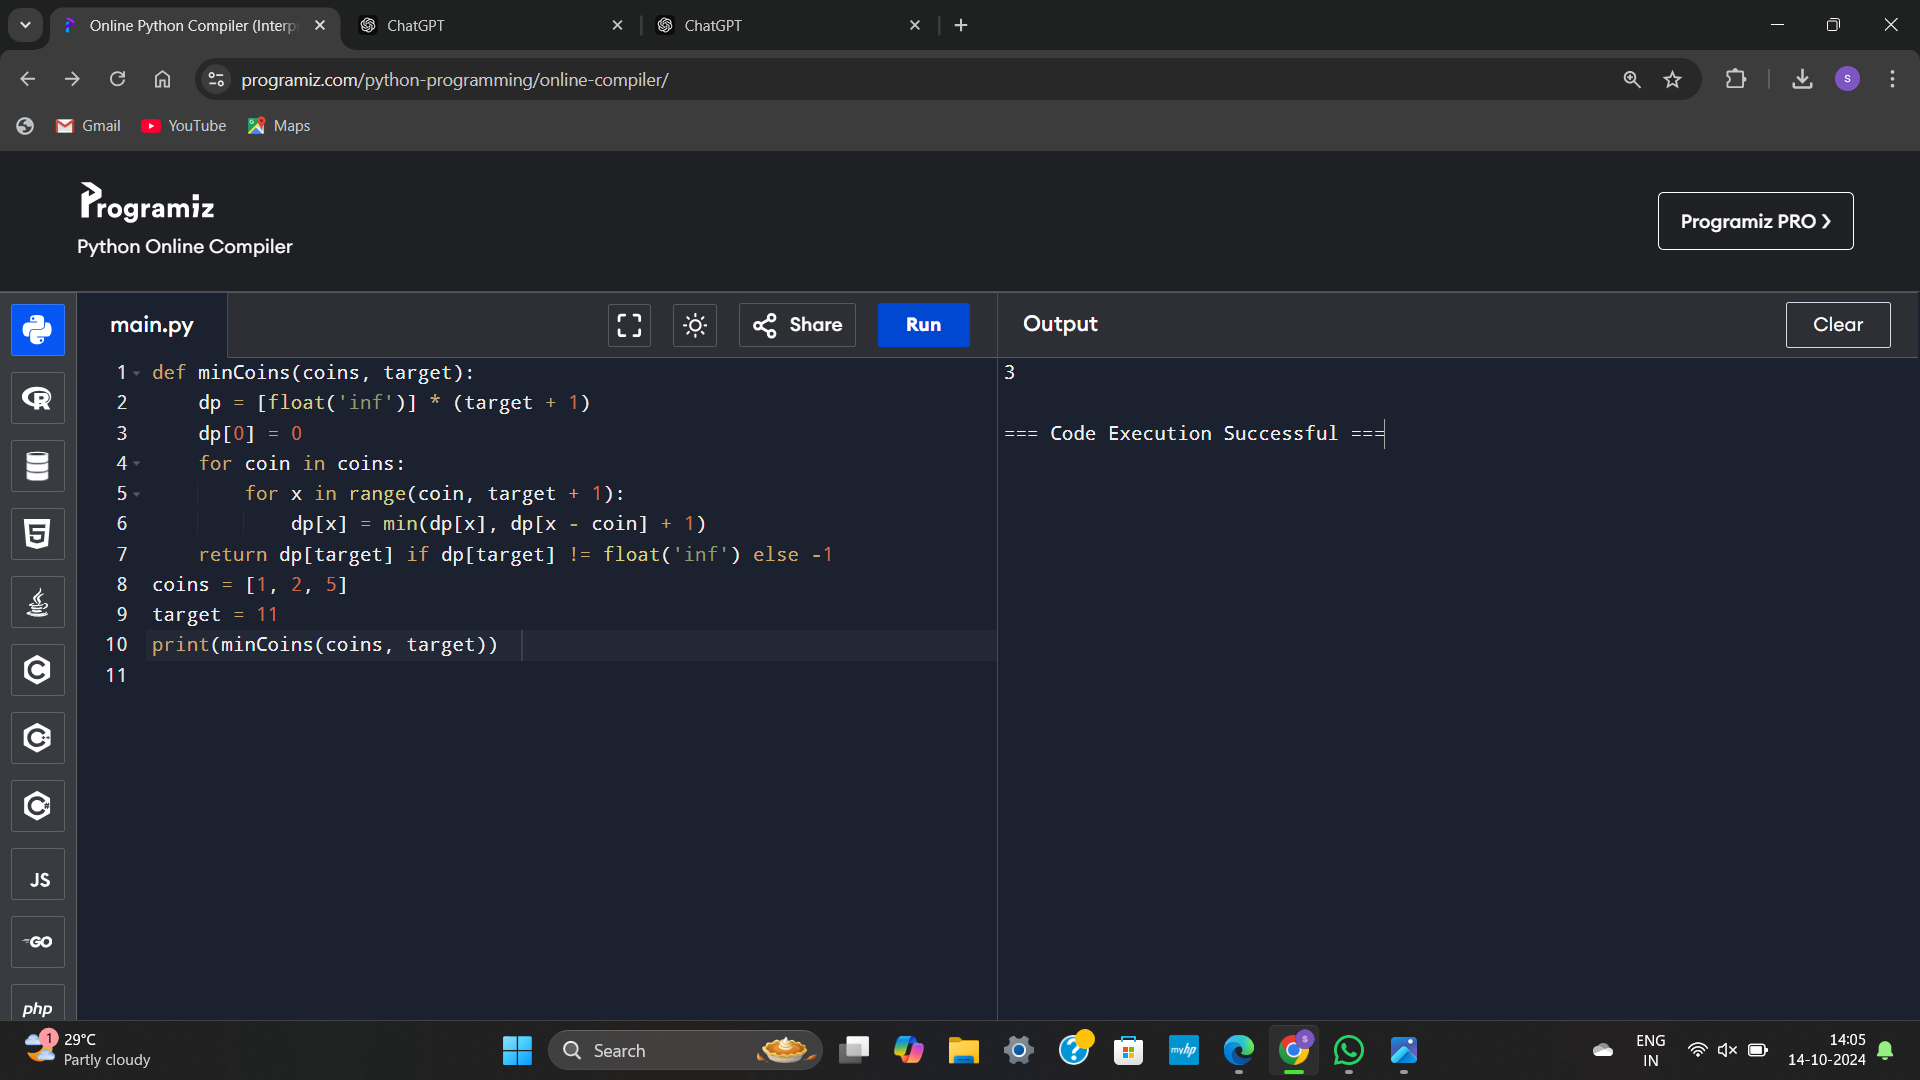 Online Python Compiler (Interp
ChatGPT
ChatGPT
programiz.com/python-programming/online-compiler/
S
Gmail
YouTube
Maps
Programiz
Python Online Compiler
Programiz PRO ❯
main.py
Share
Run
Output
Clear
1 def minCoins(coins, target):
2     dp = [float('inf')] * (target + 1)
3     dp[0] = 0
4     for coin in coins:
5         for x in range(coin, target + 1):
6             dp[x] = min(dp[x], dp[x - coin] + 1)
7     return dp[target] if dp[target] != float('inf') else -1
8 coins = [1, 2, 5]
9 target = 11
10 print(minCoins(coins, target))
11
3
=== Code Execution Successful ===
R
5
C
C++
C#
JS
GO
php
1
29°C
Partly cloudy
Search
?
myhp
S
ENG
IN
14:05
14-10-2024